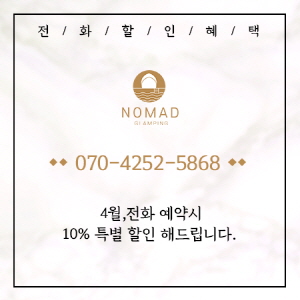 전 / 화 / 할 / 인 / 혜 / 택
NOMAD
GLAMPING
070-4252-5868
4월,전화 예약시
10% 특별 할인 해드립니다.